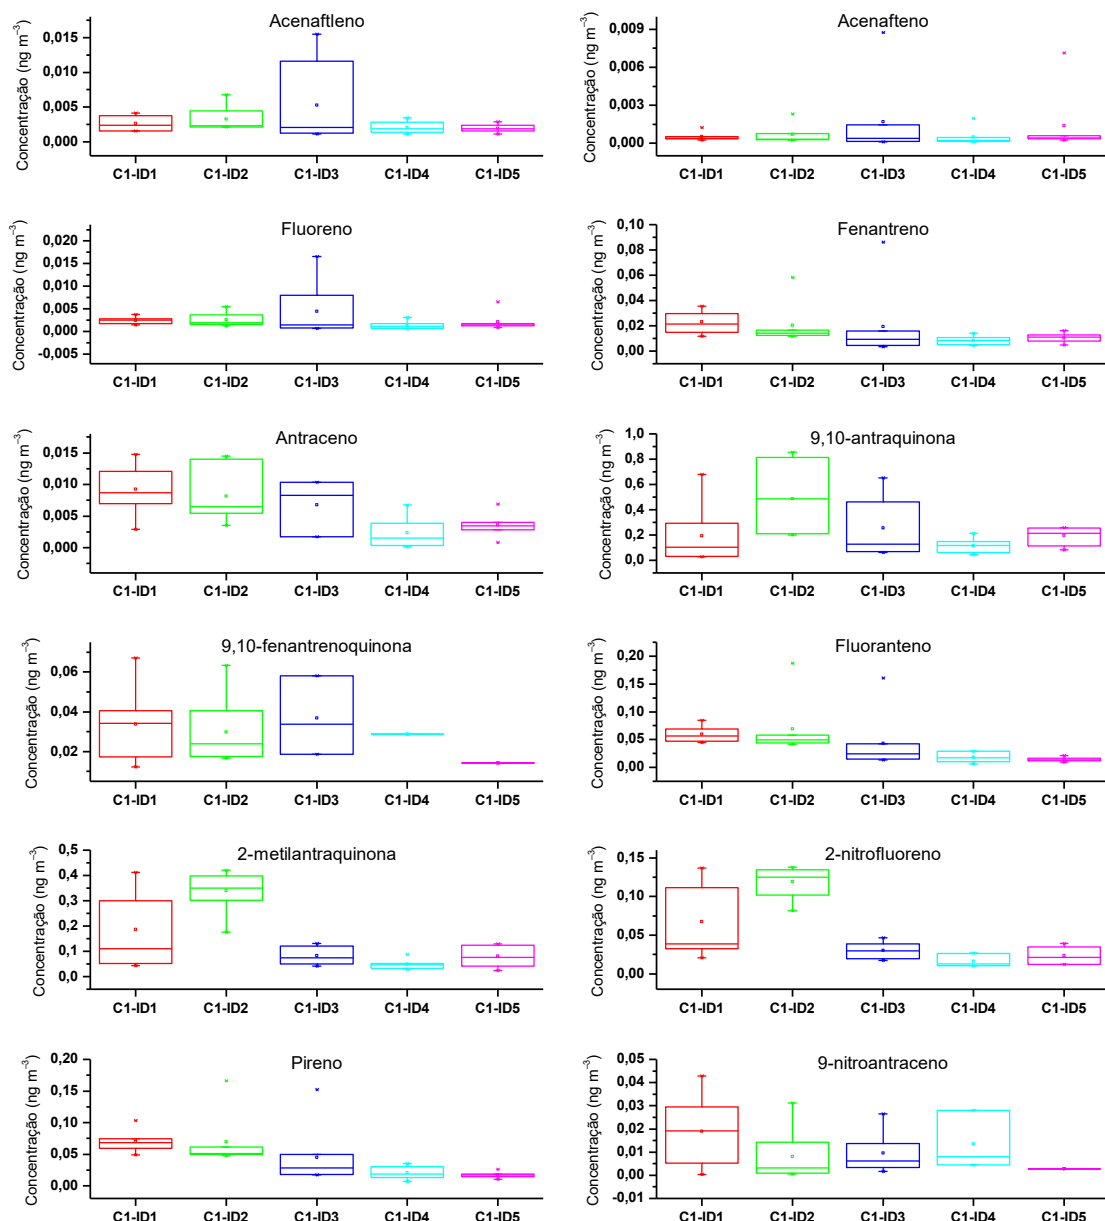 Acenaftleno
Concentração (ng m⁻³)
0,015
0,010
0,005
0,000
C1-ID1 C1-ID2 C1-ID3 C1-ID4 C1-ID5
Acenafteno
Concentração (ng m⁻³)
0,009
0,006
0,003
0,000
C1-ID1 C1-ID2 C1-ID3 C1-ID4 C1-ID5
Fluoreno
Concentração (ng m⁻³)
0,020
0,015
0,010
0,005
0,000
-0,005
C1-ID1 C1-ID2 C1-ID3 C1-ID4 C1-ID5
Fenantreno
Concentração (ng m⁻³)
0,10
0,08
0,06
0,04
0,02
0,00
C1-ID1 C1-ID2 C1-ID3 C1-ID4 C1-ID5
Antraceno
Concentração (ng m⁻³)
0,015
0,010
0,005
0,000
C1-ID1 C1-ID2 C1-ID3 C1-ID4 C1-ID5
9,10-antraquinona
Concentração (ng m⁻³)
1,0
0,8
0,6
0,4
0,2
0,0
C1-ID1 C1-ID2 C1-ID3 C1-ID4 C1-ID5
9,10-fenantrenoquinona
Concentração (ng m⁻³)
0,06
0,04
0,02
C1-ID1 C1-ID2 C1-ID3 C1-ID4 C1-ID5
Fluoranteno
Concentração (ng m⁻³)
0,20
0,15
0,10
0,05
0,00
C1-ID1 C1-ID2 C1-ID3 C1-ID4 C1-ID5
2-metilantraquinona
Concentração (ng m⁻³)
0,5
0,4
0,3
0,2
0,1
0,0
C1-ID1 C1-ID2 C1-ID3 C1-ID4 C1-ID5
2-nitrofluoreno
Concentração (ng m⁻³)
0,15
0,10
0,05
0,00
C1-ID1 C1-ID2 C1-ID3 C1-ID4 C1-ID5
Pireno
Concentração (ng m⁻³)
0,20
0,15
0,10
0,05
0,00
C1-ID1 C1-ID2 C1-ID3 C1-ID4 C1-ID5
9-nitroantraceno
Concentração (ng m⁻³)
0,05
0,04
0,03
0,02
0,01
0,00
-0,01
C1-ID1 C1-ID2 C1-ID3 C1-ID4 C1-ID5